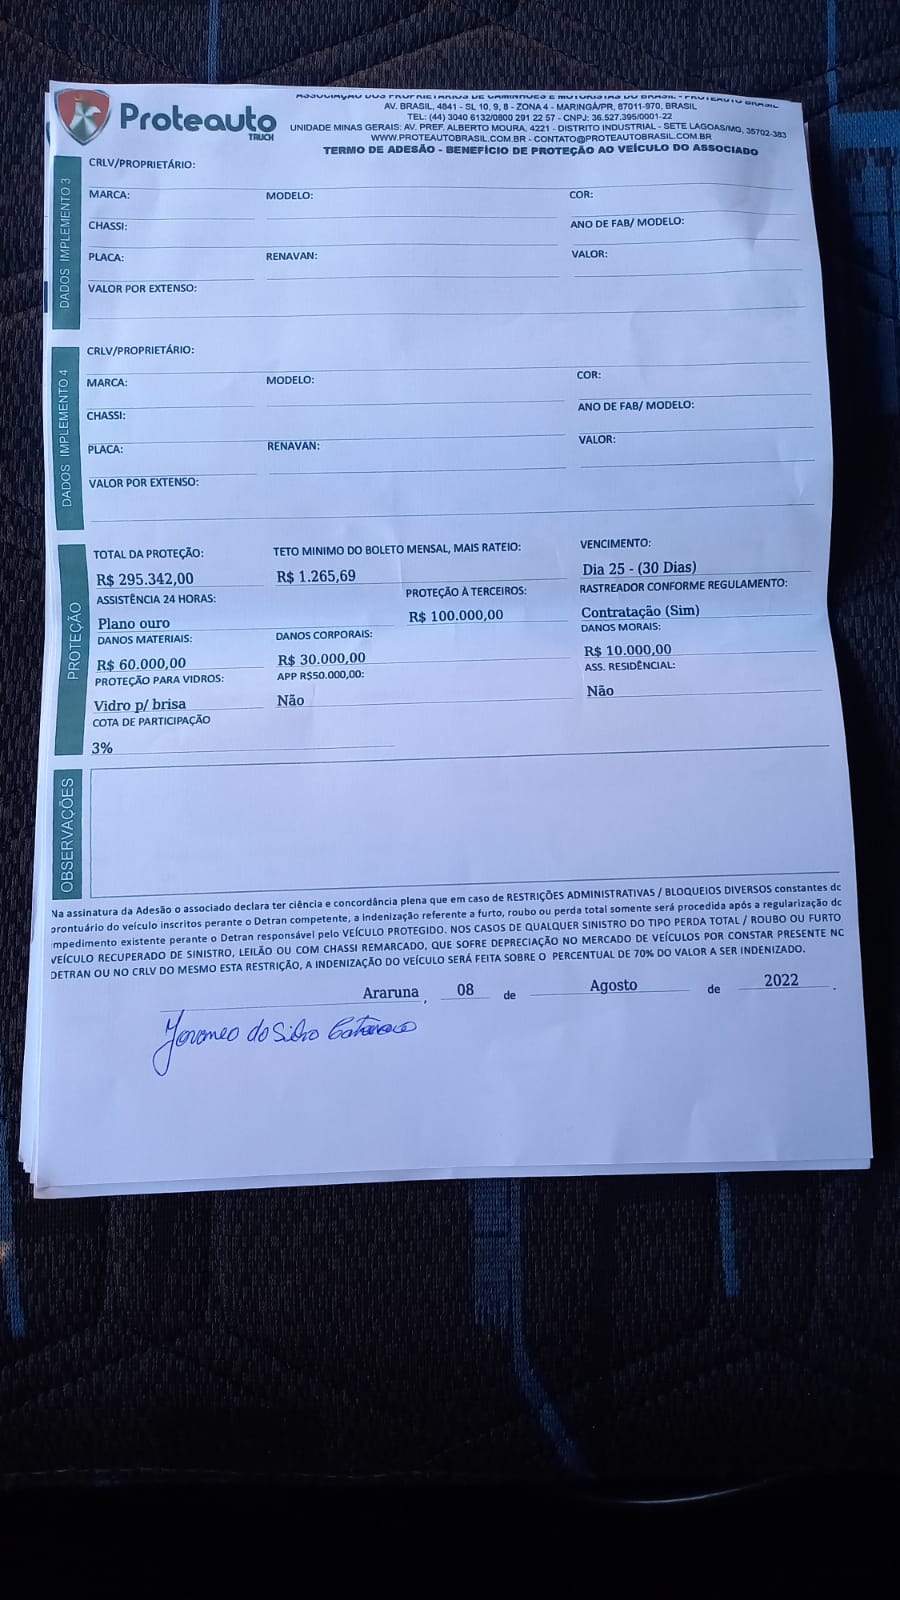 Proteauto
TRUCK
ASSOCIAÇÃO DOS PROPRIETÁRIOS DE CAMINHÕES E MOTORISTAS DO BRASIL - PROTEAUTO BRASIL
AV. BRASIL, 4841 - SL 10, 9, 8 - ZONA 4 - MARINGÁ/PR, 87011-970, BRASIL
TEL: (44) 3040 6132/0800 291 22 57 - CNPJ: 36.527.395/0001-22
UNIDADE MINAS GERAIS: AV. PREF. ALBERTO MOURA, 4221 - DISTRITO INDUSTRIAL - SETE LAGOAS/MG, 35702-383
WWW.PROTEAUTOBRASIL.COM.BR - CONTATO@PROTEAUTOBRASIL.COM.BR
TERMO DE ADESÃO - BENEFÍCIO DE PROTEÇÃO AO VEÍCULO DO ASSOCIADO
DADOS IMPLEMENTO 3
CRLV/PROPRIETÁRIO:
MARCA: MODELO: COR:
CHASSI: ANO DE FAB/ MODELO:
PLACA: RENAVAN: VALOR:
VALOR POR EXTENSO:
DADOS IMPLEMENTO 4
CRLV/PROPRIETÁRIO:
MARCA: MODELO: COR:
CHASSI: ANO DE FAB/ MODELO:
PLACA: RENAVAN: VALOR:
VALOR POR EXTENSO:
PROTEÇÃO
TOTAL DA PROTEÇÃO: TETO MINIMO DO BOLETO MENSAL, MAIS RATEIO: VENCIMENTO:
R$ 295.342,00 R$ 1.265,69 Dia 25 - (30 Dias)
ASSISTÊNCIA 24 HORAS: PROTEÇÃO À TERCEIROS: RASTREADOR CONFORME REGULAMENTO:
Plano ouro R$ 100.000,00 Contratação (Sim)
DANOS MATERIAIS: DANOS CORPORAIS: DANOS MORAIS:
R$ 60.000,00 R$ 30.000,00 R$ 10.000,00
PROTEÇÃO PARA VIDROS: APP R$50.000,00: ASS. RESIDÊNCIAL:
Vidro p/ brisa Não Não
COTA DE PARTICIPAÇÃO
3%
OBSERVAÇÕES
Na assinatura da Adesão o associado declara ter ciência e concordância plena que em caso de RESTRIÇÕES ADMINISTRATIVAS / BLOQUEIOS DIVERSOS constantes dc
prontuário do veículo inscritos perante o Detran competente, a indenização referente a furto, roubo ou perda total somente será procedida após a regularização dc
impedimento existente perante o Detran responsável pelo VEÍCULO PROTEGIDO. NOS CASOS DE QUALQUER SINISTRO DO TIPO PERDA TOTAL / ROUBO OU FURTO
VEÍCULO RECUPERADO DE SINISTRO, LEILÃO OU COM CHASSI REMARCADO, QUE SOFRE DEPRECIAÇÃO NO MERCADO DE VEÍCULOS POR CONSTAR PRESENTE NC
DETRAN OU NO CRLV DO MESMO ESTA RESTRIÇÃO, A INDENIZAÇÃO DO VEÍCULO SERÁ FEITA SOBRE O PERCENTUAL DE 70% DO VALOR A SER INDENIZADO.
Araruna, 08 de Agosto de 2022.
do Silva